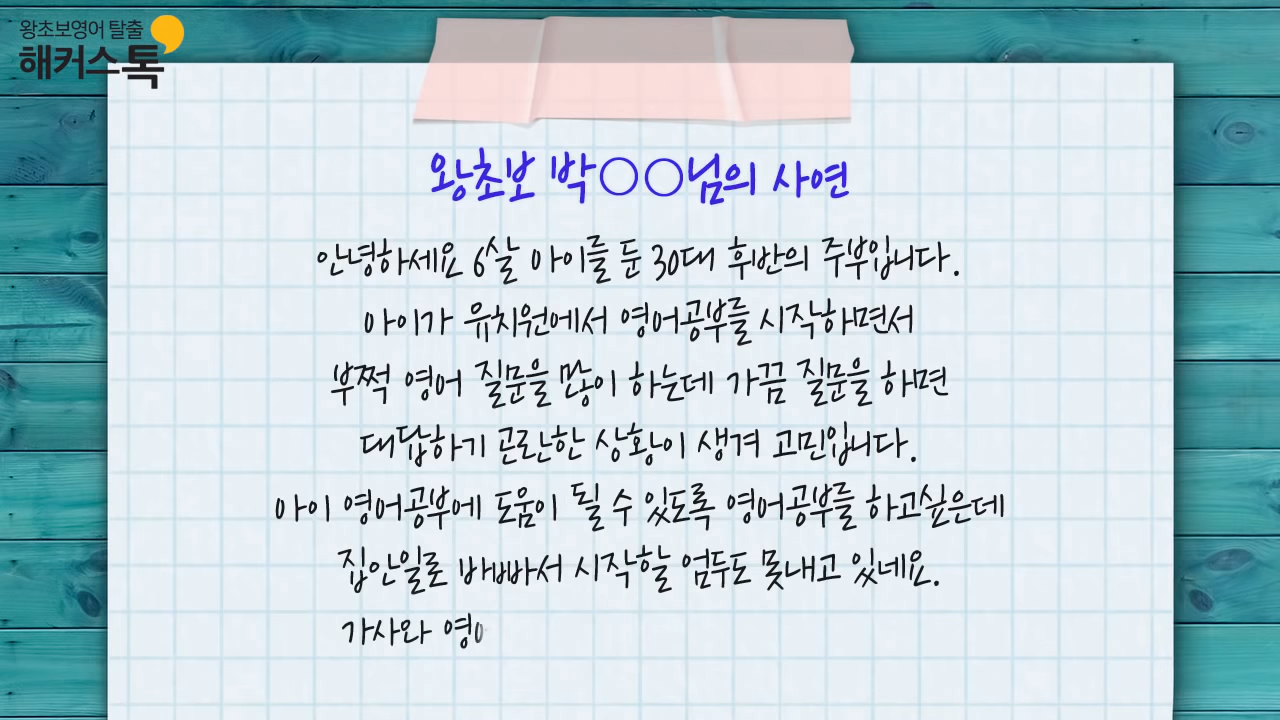 왕초보영어 탈출
해커스톡
왕초보 박○○님의 사연
안녕하세요 6살 아이를 둔 30대 후반의 주부입니다.
아이가 유치원에서 영어공부를 시작하면서
부쩍 영어 질문을 많이 하는데 가끔 질문을 하면
대답하기 곤란한 상황이 생겨 고민입니다.
아이 영어공부에 도움이 될 수 있도록 영어공부를 하고싶은데
집안일로 바빠서 시작할 엄두도 못내고 있네요.
가사와 영